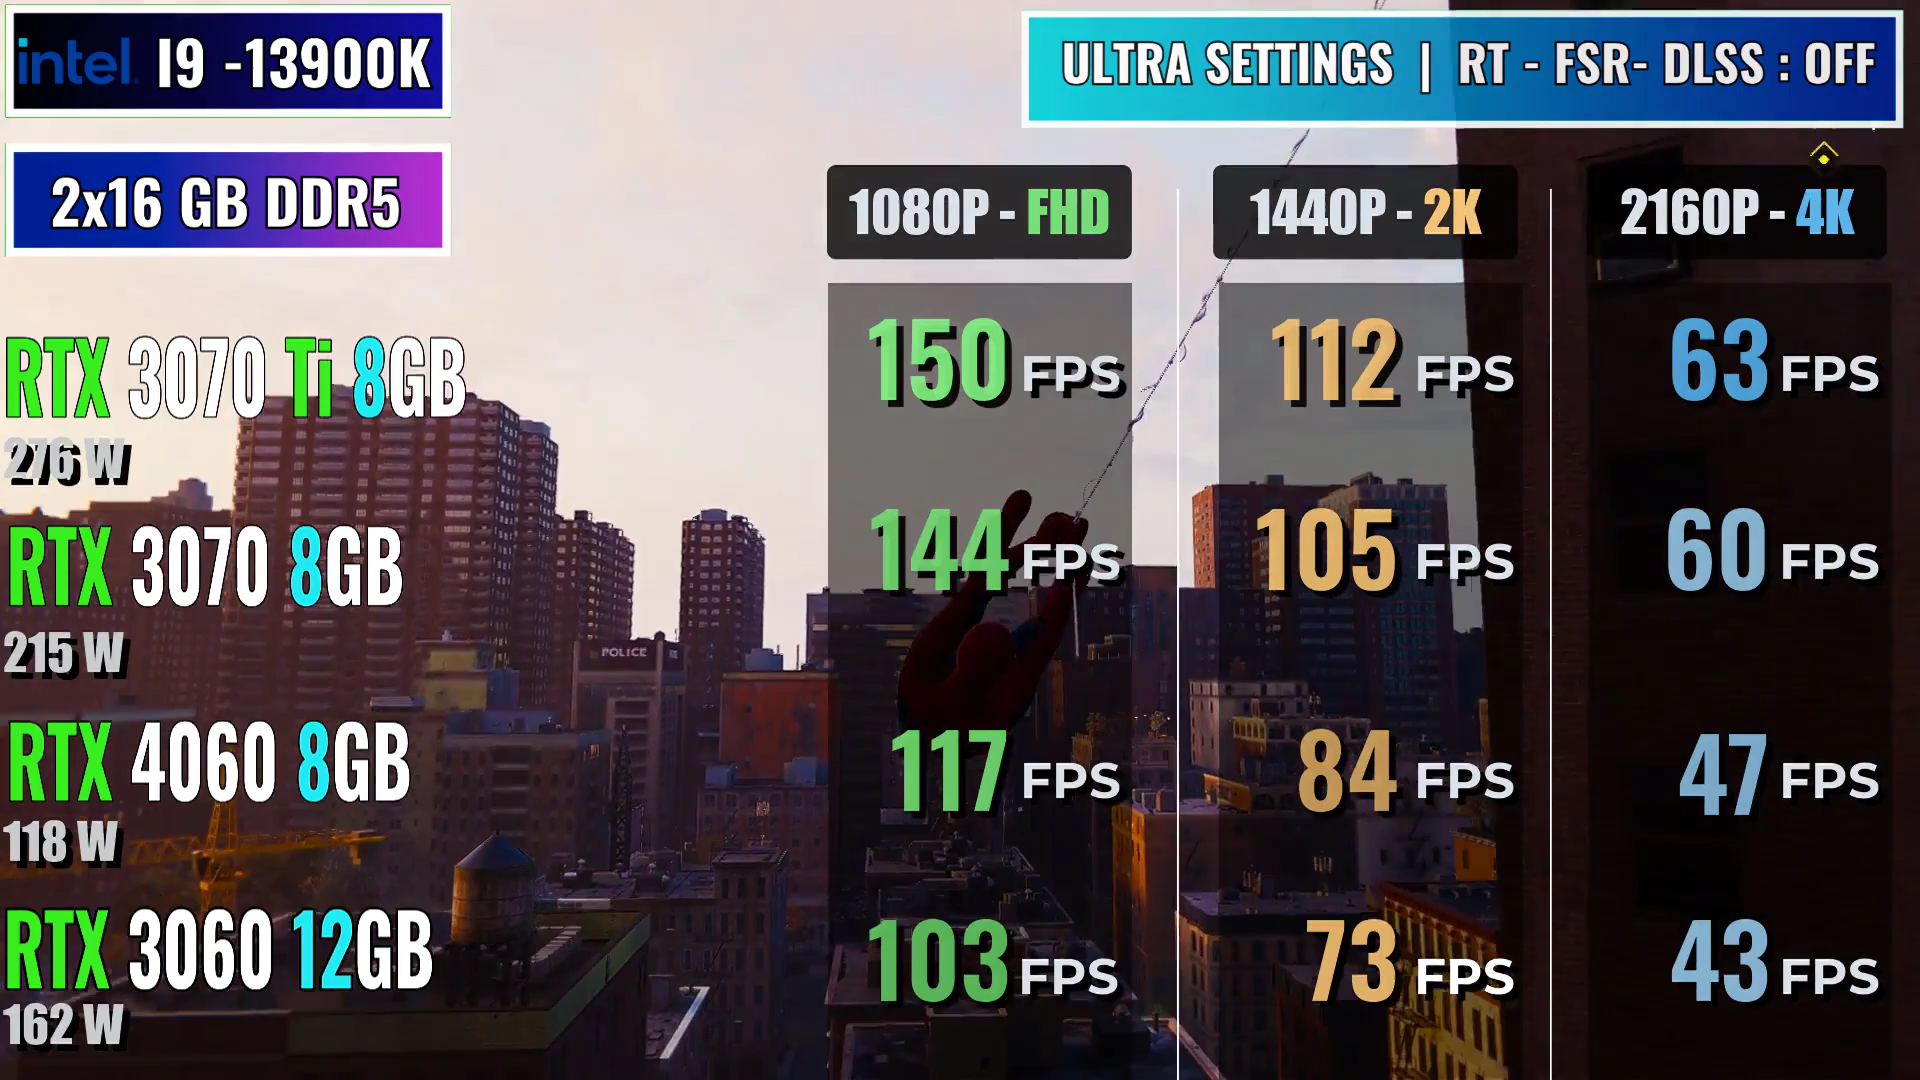 intel. I9 -13900K
ULTRA SETTINGS | RT - FSR- DLSS : OFF
2x16 GB DDR5
1080P - FHD
1440P - 2K
2160P - 4K
RTX 3070 Ti 8GB
150 FPS
112 FPS
63 FPS
276 W
RTX 3070 8GB
144 FPS
105 FPS
60 FPS
215 W
POLICE
RTX 4060 8GB
117 FPS
84 FPS
47 FPS
118 W
RTX 3060 12GB
103 FPS
73 FPS
43 FPS
162 W